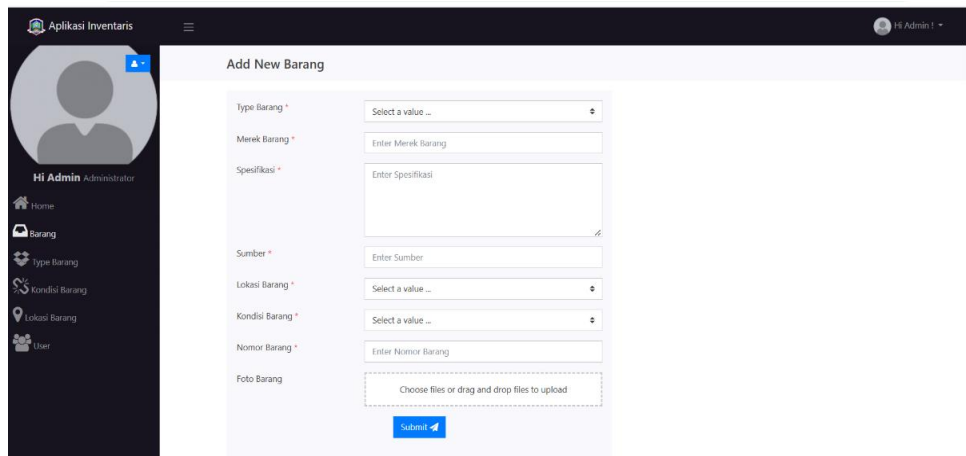 Aplikasi Inventaris
Hi Admin !
Hi Admin Administrator
Home
Barang
Type Barang
Kondisi Barang
Lokasi Barang
User
Add New Barang
Type Barang *
Select a value ...
Merek Barang *
Enter Merek Barang
Spesifikasi *
Enter Spesifikasi
Sumber *
Enter Sumber
Lokasi Barang *
Select a value ...
Kondisi Barang *
Select a value ...
Nomor Barang *
Enter Nomor Barang
Foto Barang
Choose files or drag and drop files to upload
Submit